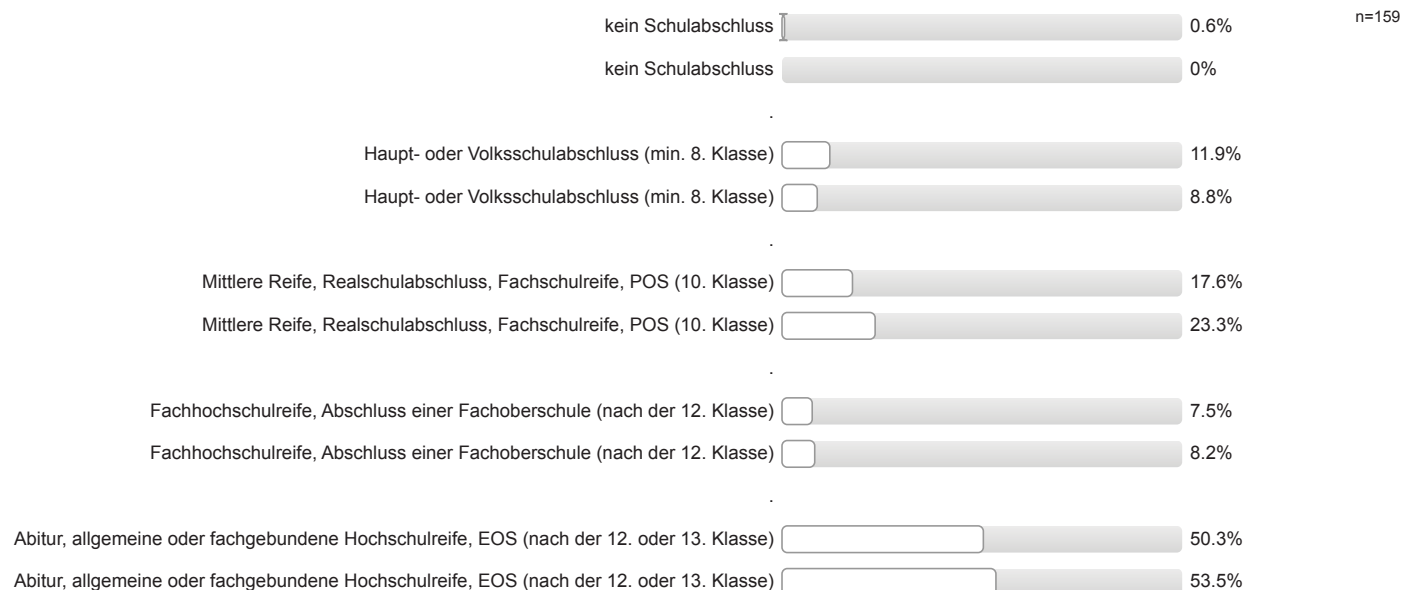 n=159
kein Schulabschluss 0.6%
kein Schulabschluss 0%
.
Haupt- oder Volksschulabschluss (min. 8. Klasse) 11.9%
Haupt- oder Volksschulabschluss (min. 8. Klasse) 8.8%
.
Mittlere Reife, Realschulabschluss, Fachschulreife, POS (10. Klasse) 17.6%
Mittlere Reife, Realschulabschluss, Fachschulreife, POS (10. Klasse) 23.3%
.
Fachhochschulreife, Abschluss einer Fachoberschule (nach der 12. Klasse) 7.5%
Fachhochschulreife, Abschluss einer Fachoberschule (nach der 12. Klasse) 8.2%
.
Abitur, allgemeine oder fachgebundene Hochschulreife, EOS (nach der 12. oder 13. Klasse) 50.3%
Abitur, allgemeine oder fachgebundene Hochschulreife, EOS (nach der 12. oder 13. Klasse) 53.5%